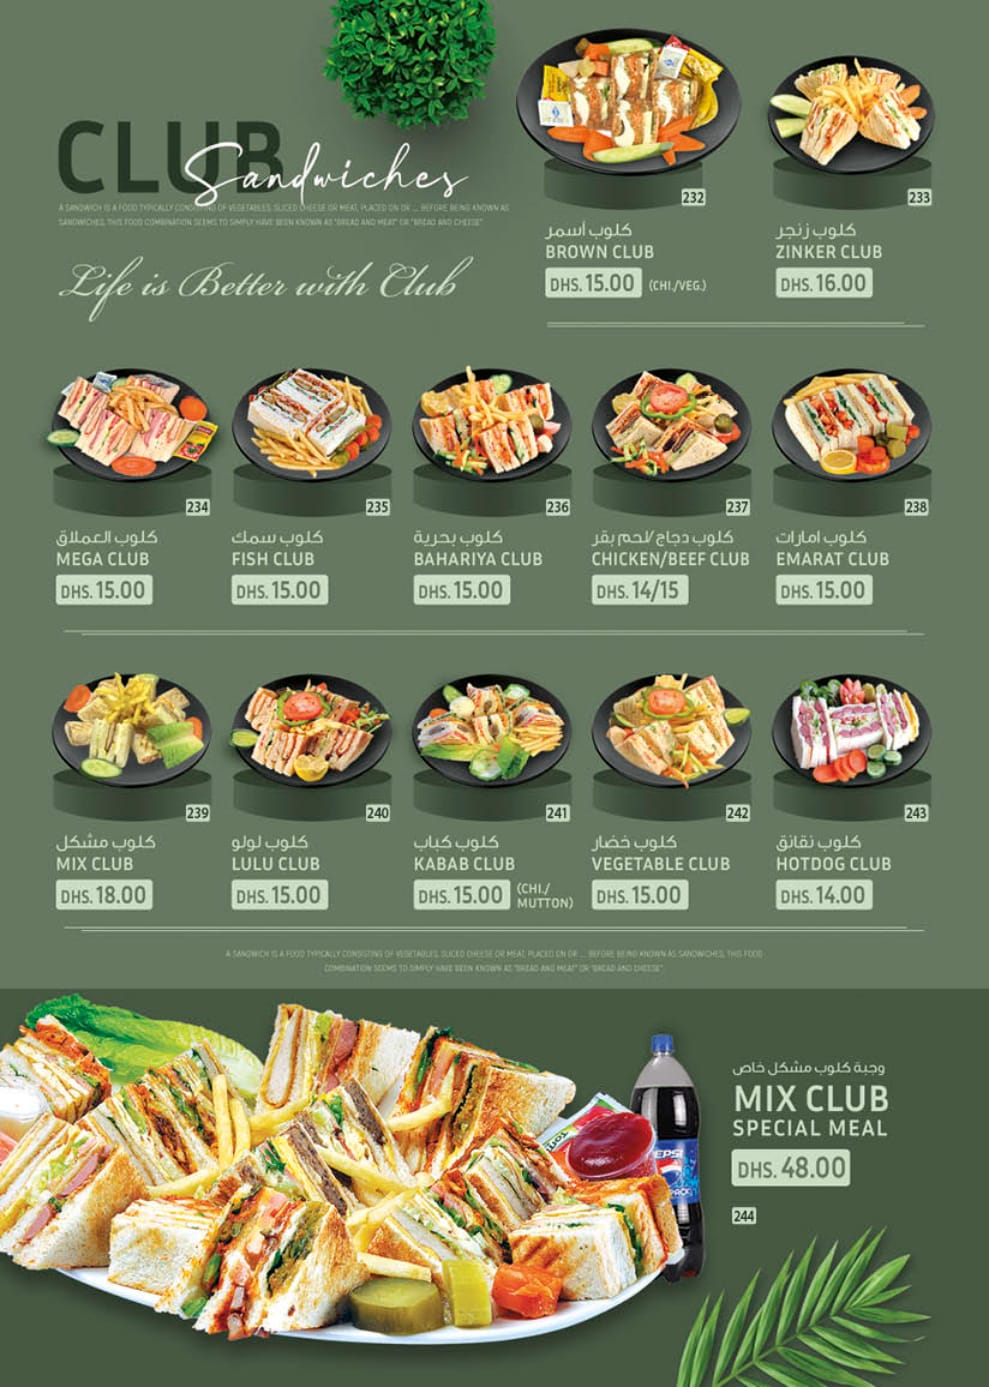 CLUB
Sandwiches
A SANDWICH IS A FOOD TYPICALLY CONSISTING OF VEGETABLES, SLICED CHEESE OR MEAT, PLACED ON OR .... BEFORE BEING KNOWN AS
SANDWICHES, THIS FOOD COMBINATION SEEMS TO SIMPLY HAVE BEEN KNOWN AS "BREAD AND MEAT" OR "BREAD AND CHEESE".
Life is Better with Club
232
كلوب أسمر
BROWN CLUB
DHS. 15.00 (CHI./VEG.)
233
كلوب زنجر
ZINKER CLUB
DHS. 16.00
234
كلوب العملاق
MEGA CLUB
DHS. 15.00
235
كلوب سمك
FISH CLUB
DHS. 15.00
236
كلوب بحرية
BAHARIYA CLUB
DHS. 15.00
237
كلوب دجاج/لحم بقر
CHICKEN/BEEF CLUB
DHS. 14/15
238
كلوب امارات
EMARAT CLUB
DHS. 15.00
239
كلوب مشكل
MIX CLUB
DHS. 18.00
240
كلوب لولو
LULU CLUB
DHS. 15.00
241
كلوب كباب
KABAB CLUB
DHS. 15.00 (CHI./
MUTTON)
242
كلوب خضار
VEGETABLE CLUB
DHS. 15.00
243
كلوب نقانق
HOTDOG CLUB
DHS. 14.00
A SANDWICH IS A FOOD TYPICALLY CONSISTING OF VEGETABLES, SLICED CHEESE OR MEAT, PLACED ON OR .... BEFORE BEING KNOWN AS SANDWICHES, THIS FOOD
COMBINATION SEEMS TO SIMPLY HAVE BEEN KNOWN AS "BREAD AND MEAT" OR "BREAD AND CHEESE".
وجبة كلوب مشكل خاص
MIX CLUB
SPECIAL MEAL
DHS. 48.00
244
EPSI